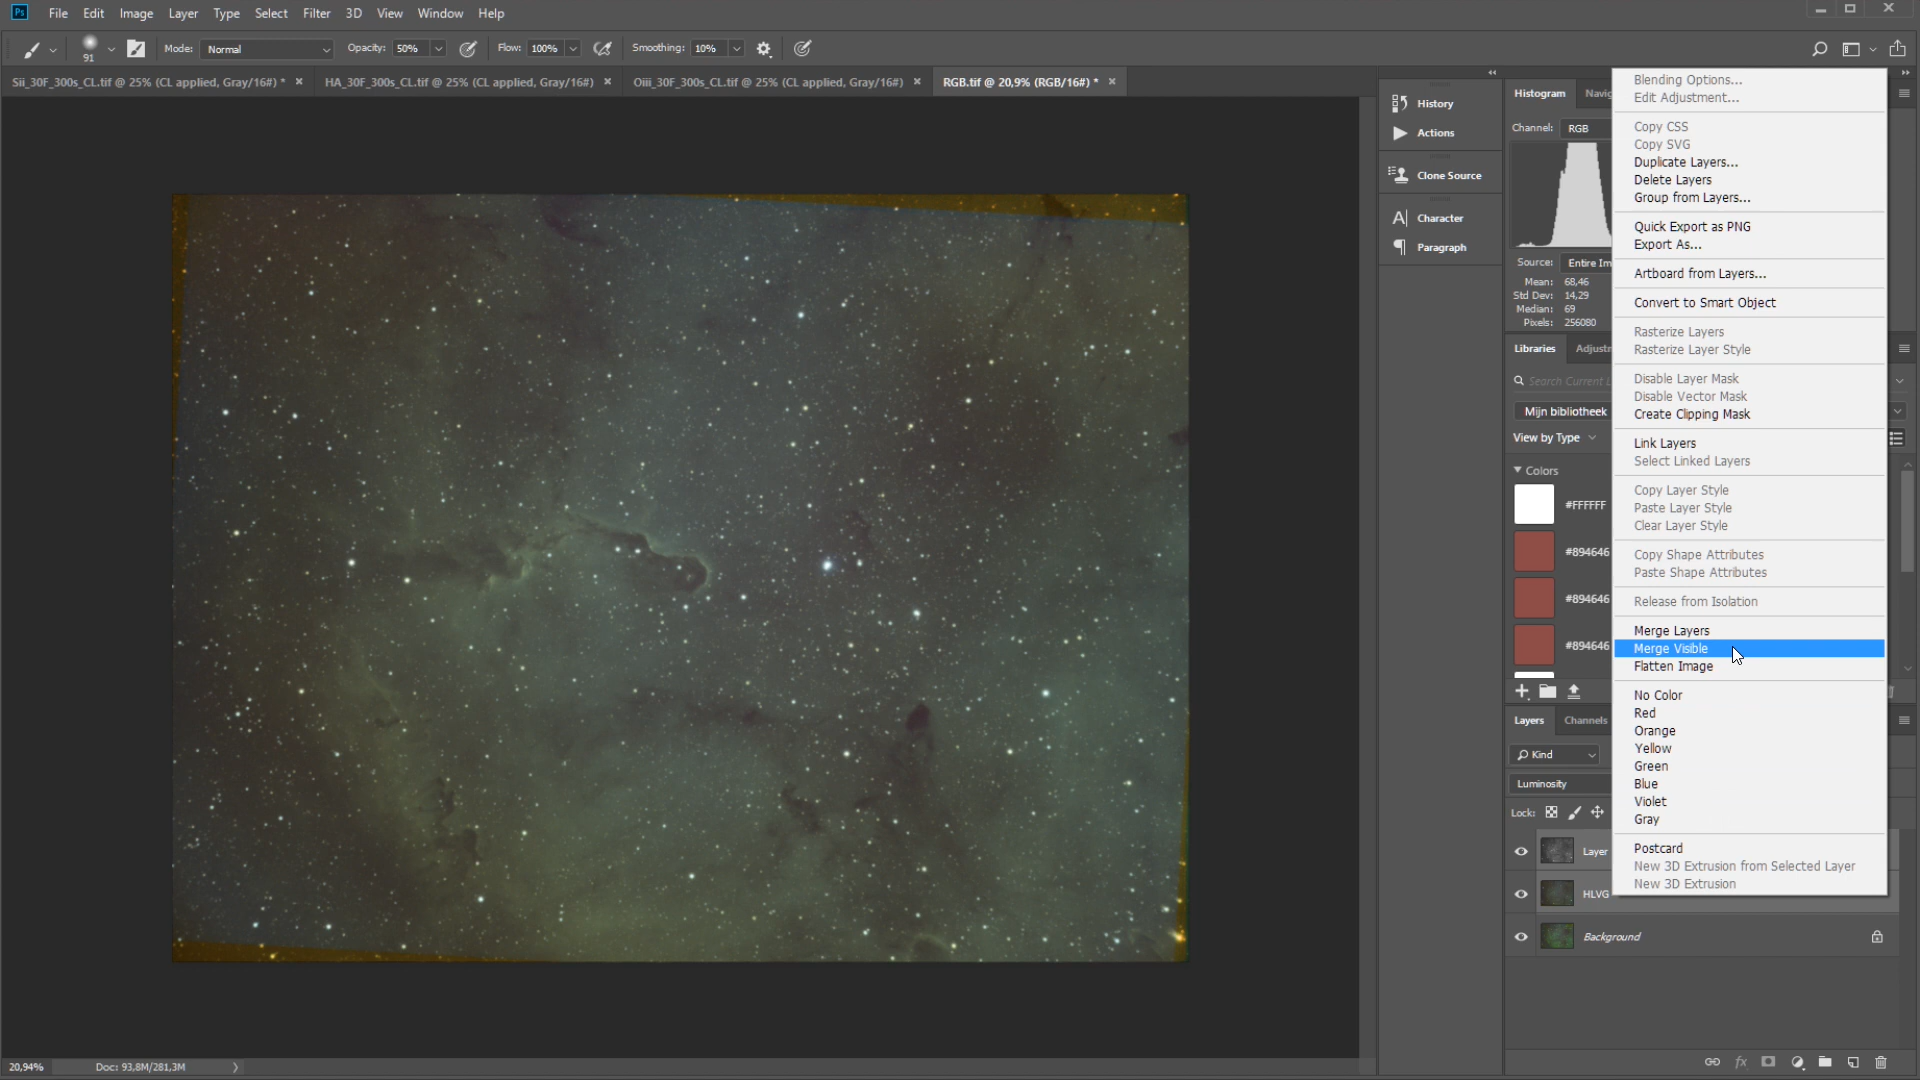 Ps File Edit Image Layer Type Select Filter 3D View Window Help
91 Mode: Normal Opacity: 50% Flow: 100% Smoothing: 10%
Sii_30F_300s_CL.tif @ 25% (CL applied, Gray/16#) * × HA_30F_300s_CL.tif @ 25% (CL applied, Gray/16#) × Oiii_30F_300s_CL.tif @ 25% (CL applied, Gray/16#) × RGB.tif @ 20,9% (RGB/16#) * ×
History
Actions
Clone Source
Character
Paragraph
Histogram
Channel: RGB
Source: Entire Im
Mean: 68,46
Std Dev: 14,29
Median: 69
Pixels: 256080
Libraries
Search Current L
Mijn bibliotheek
View by Type
Colors
#FFFFFF
#894646
#894646
#894646
Layers Channels
Kind
Luminosity
Lock:
Layer
HLVG
Background
Blending Options...
Edit Adjustment...
Copy CSS
Copy SVG
Duplicate Layers...
Delete Layers
Group from Layers...
Quick Export as PNG
Export As...
Artboard from Layers...
Convert to Smart Object
Rasterize Layers
Rasterize Layer Style
Disable Layer Mask
Disable Vector Mask
Create Clipping Mask
Link Layers
Select Linked Layers
Copy Layer Style
Paste Layer Style
Clear Layer Style
Copy Shape Attributes
Paste Shape Attributes
Release from Isolation
Merge Layers
Merge Visible
Flatten Image
No Color
Red
Orange
Yellow
Green
Blue
Violet
Gray
Postcard
New 3D Extrusion from Selected Layer
New 3D Extrusion
20,94% Doc: 93,8M/281,3M